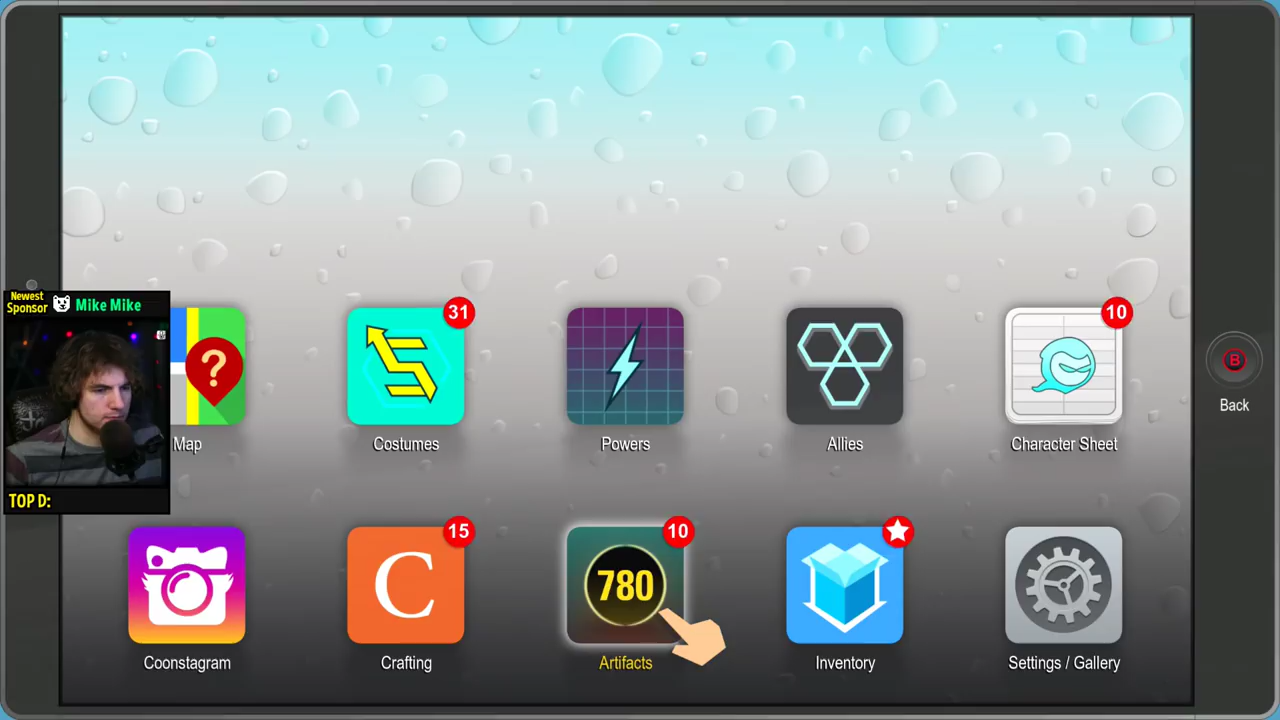 Newest
Sponsor
Mike Mike
TOP D:
?
Map
31
Costumes
Powers
Allies
10
Character Sheet
B
Back
Coonstagram
15
C
Crafting
10
780
Artifacts
Inventory
Settings / Gallery